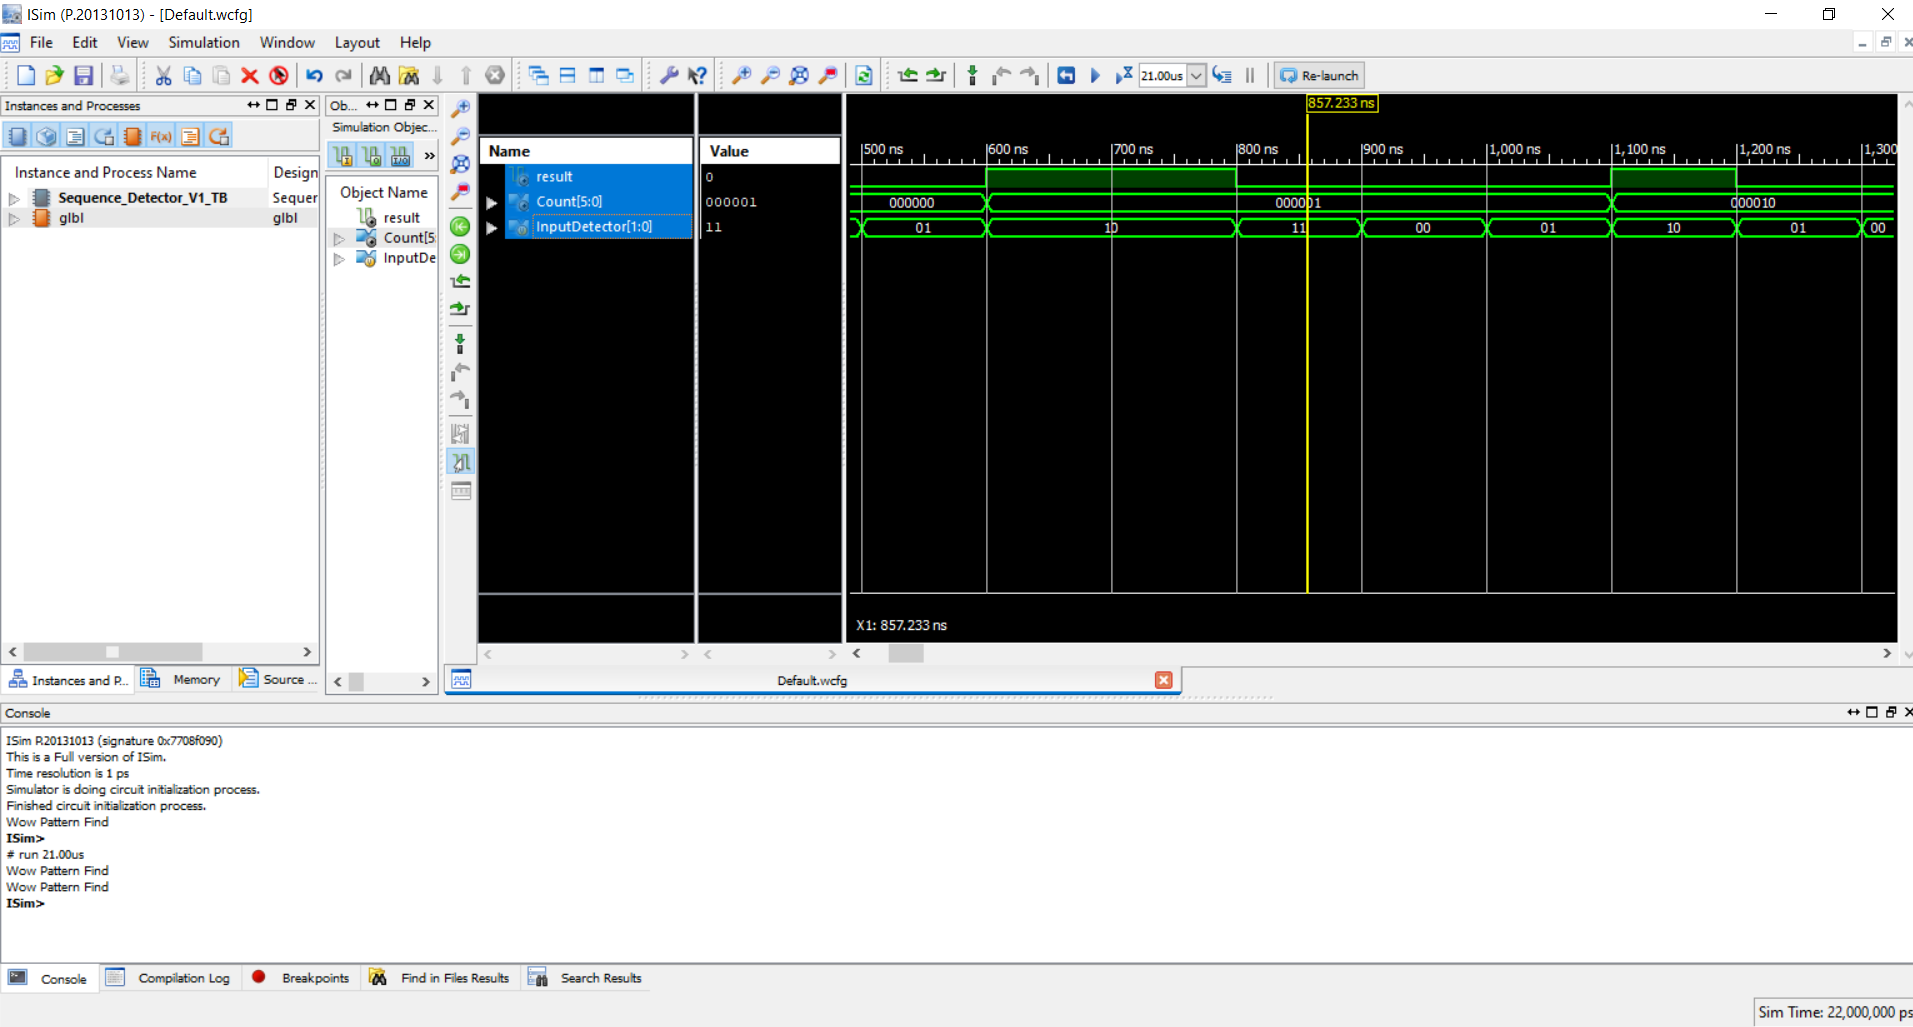 ISim (P.20131013) - [Default.wcfg]
File Edit View Simulation Window Layout Help
21.00us Re-launch
Instances and Processes
F(x)
Instance and Process Name Design
Sequence_Detector_V1_TB Sequer
glbl glbl
Instances and P... Memory Source ...
Ob...
Simulation Objec...
»
Object Name
result
Count[5
InputDe
Name Value
result 0
Count[5:0] 000001
InputDetector[1:0] 11
857.233 ns
500 ns 600 ns 700 ns 800 ns 900 ns 1,000 ns 1,100 ns 1,200 ns 1,300
000000 000001 000010
01 10 11 00 01 10 01 00
X1: 857.233 ns
Default.wcfg
Console
ISim P.20131013 (signature 0x7708f090)
This is a Full version of ISim.
Time resolution is 1 ps
Simulator is doing circuit initialization process.
Finished circuit initialization process.
Wow Pattern Find
ISim>
# run 21.00us
Wow Pattern Find
Wow Pattern Find
ISim>
Console Compilation Log Breakpoints Find in Files Results Search Results
Sim Time: 22,000,000 ps